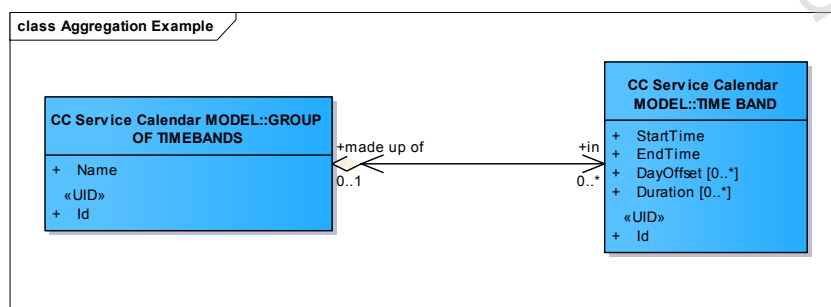 class Aggregation Example
CC Service Calendar MODEL::GROUP
OF TIMEBANDS
+ Name
«UID»
+ Id
+made up of
0..1
+in
0..*
CC Service Calendar
MODEL::TIME BAND
+ StartTime
+ EndTime
+ DayOffset [0..*]
+ Duration [0..*]
«UID»
+ Id